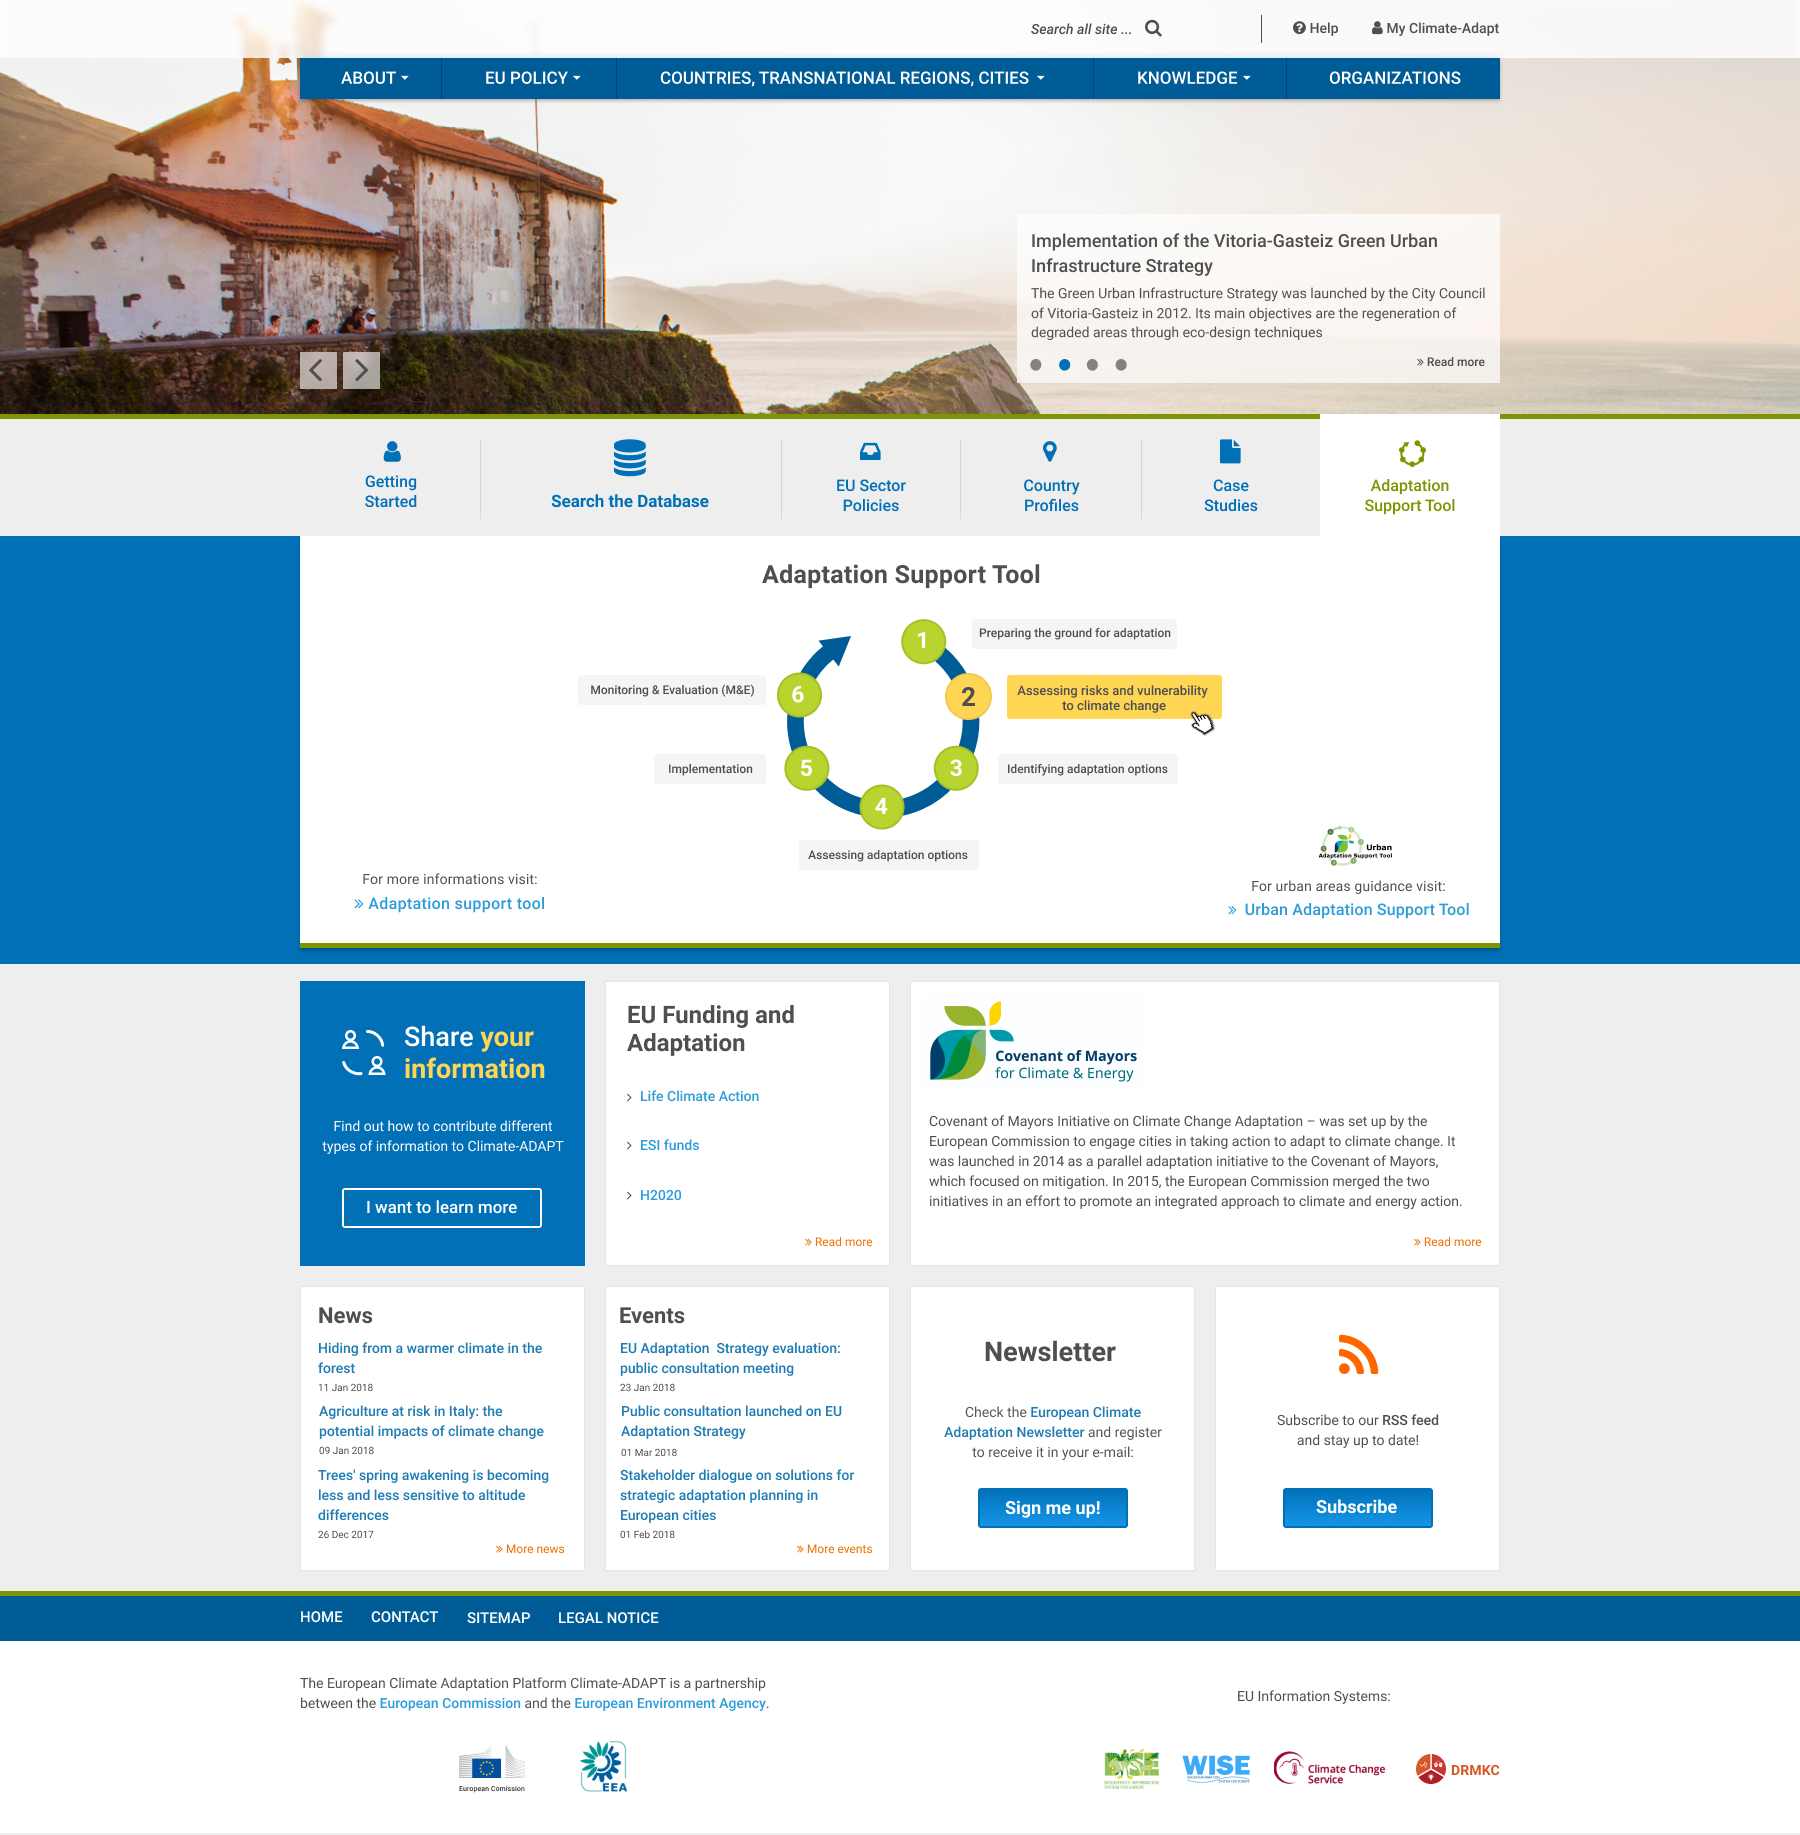 Search all site ...
Help
My Climate-Adapt
ABOUT
EU POLICY
COUNTRIES, TRANSNATIONAL REGIONS, CITIES
KNOWLEDGE
ORGANIZATIONS
Implementation of the Vitoria-Gasteiz Green Urban
Infrastructure Strategy
The Green Urban Infrastructure Strategy was launched by the City Council
of Vitoria-Gasteiz in 2012. Its main objectives are the regeneration of
degraded areas through eco-design techniques
» Read more
Getting
Started
Search the Database
EU Sector
Policies
Country
Profiles
Case
Studies
Adaptation
Support Tool
Adaptation Support Tool
1
Preparing the ground for adaptation
2
Assessing risks and vulnerability
to climate change
3
Identifying adaptation options
4
Assessing adaptation options
5
Implementation
6
Monitoring & Evaluation (M&E)
For more informations visit:
» Adaptation support tool
Urban
Adaptation Support Tool
For urban areas guidance visit:
» Urban Adaptation Support Tool
Share your
information
Find out how to contribute different
types of information to Climate-ADAPT
I want to learn more
EU Funding and
Adaptation
› Life Climate Action
› ESI funds
› H2020
» Read more
Covenant of Mayors
for Climate & Energy
Covenant of Mayors Initiative on Climate Change Adaptation – was set up by the
European Commission to engage cities in taking action to adapt to climate change. It
was launched in 2014 as a parallel adaptation initiative to the Covenant of Mayors,
which focused on mitigation. In 2015, the European Commission merged the two
initiatives in an effort to promote an integrated approach to climate and energy action.
» Read more
News
Hiding from a warmer climate in the
forest
11 Jan 2018
Agriculture at risk in Italy: the
potential impacts of climate change
09 Jan 2018
Trees' spring awakening is becoming
less and less sensitive to altitude
differences
26 Dec 2017
» More news
Events
EU Adaptation Strategy evaluation:
public consultation meeting
23 Jan 2018
Public consultation launched on EU
Adaptation Strategy
01 Mar 2018
Stakeholder dialogue on solutions for
strategic adaptation planning in
European cities
01 Feb 2018
» More events
Newsletter
Check the European Climate
Adaptation Newsletter and register
to receive it in your e-mail:
Sign me up!
Subscribe to our RSS feed
and stay up to date!
Subscribe
HOME
CONTACT
SITEMAP
LEGAL NOTICE
The European Climate Adaptation Platform Climate-ADAPT is a partnership
between the European Commission and the European Environment Agency.
EU Information Systems:
European Comission
EEA
BIODIVERSITY INFORMATION
SYSTEM FOR EUROPE
WISE
Climate Change
Service
DRMKC